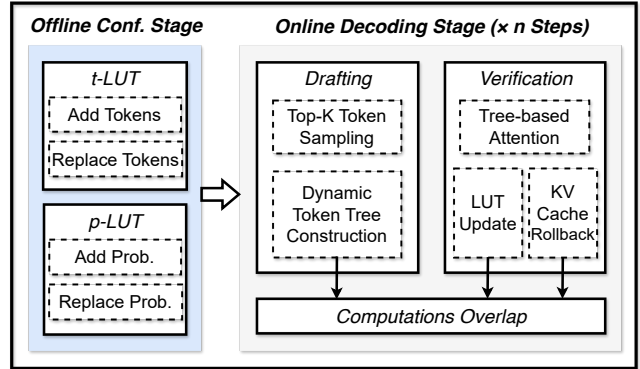 Offline Conf. Stage
t-LUT
Add Tokens
Replace Tokens
p-LUT
Add Prob.
Replace Prob.
Online Decoding Stage (× n Steps)
Drafting
Top-K Token
Sampling
Dynamic
Token Tree
Construction
Verification
Tree-based
Attention
LUT
Update
KV
Cache
Rollback
Computations Overlap